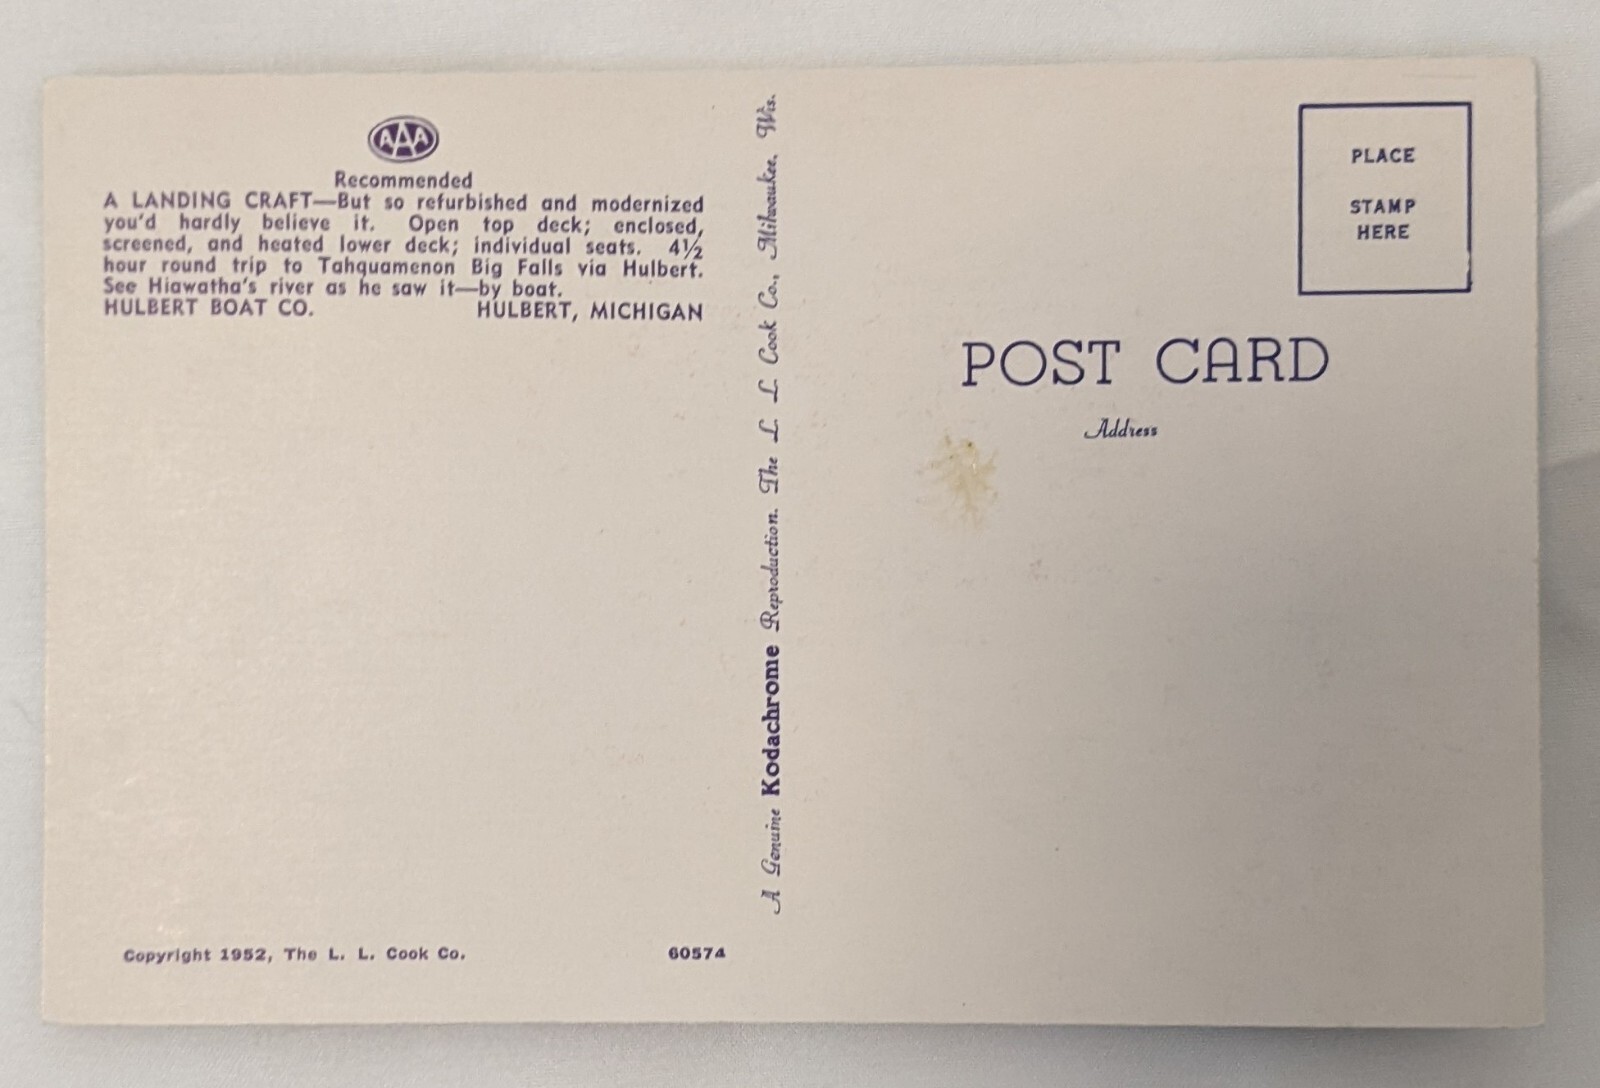 AAA
Recommended
A LANDING CRAFT—But so refurbished and modernized
you'd hardly believe it. Open top deck; enclosed,
screened, and heated lower deck; individual seats. 4½
hour round trip to Tahquamenon Big Falls via Hulbert.
See Hiawatha's river as he saw it—by boat.
HULBERT BOAT CO. HULBERT, MICHIGAN
Copyright 1952, The L. L. Cook Co. 60574
A Genuine Kodachrome Reproduction. The L. L. Cook Co., Milwaukee, Wis.
PLACE
STAMP
HERE
POST CARD
Address